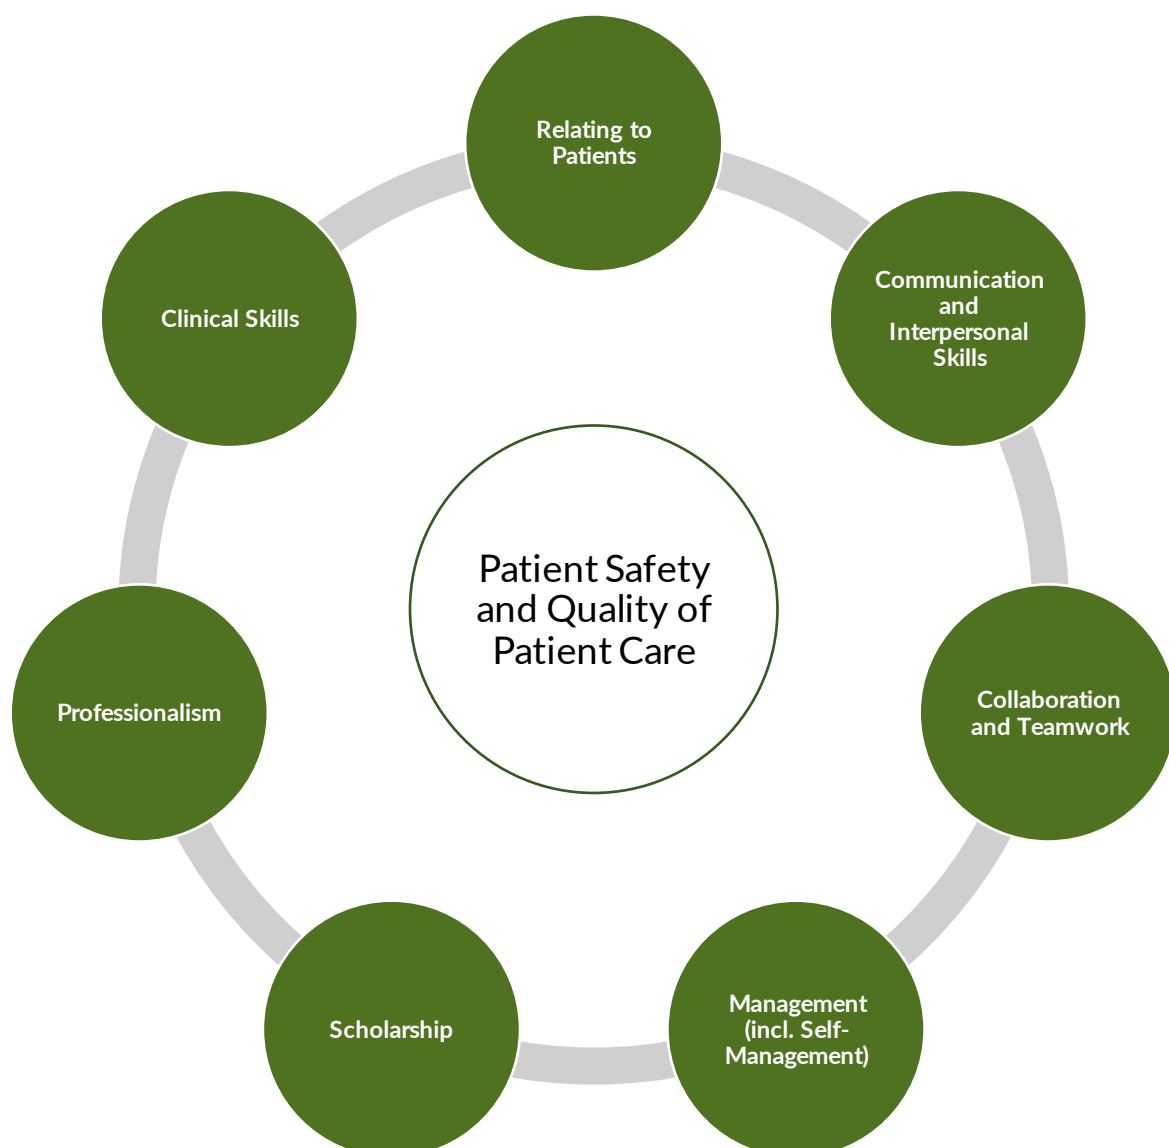 Relating to
Patients
Communication
and
Interpersonal
Skills
Collaboration
and Teamwork
Management
(incl. Self-
Management)
Scholarship
Professionalism
Clinical Skills
Patient Safety
and Quality of
Patient Care